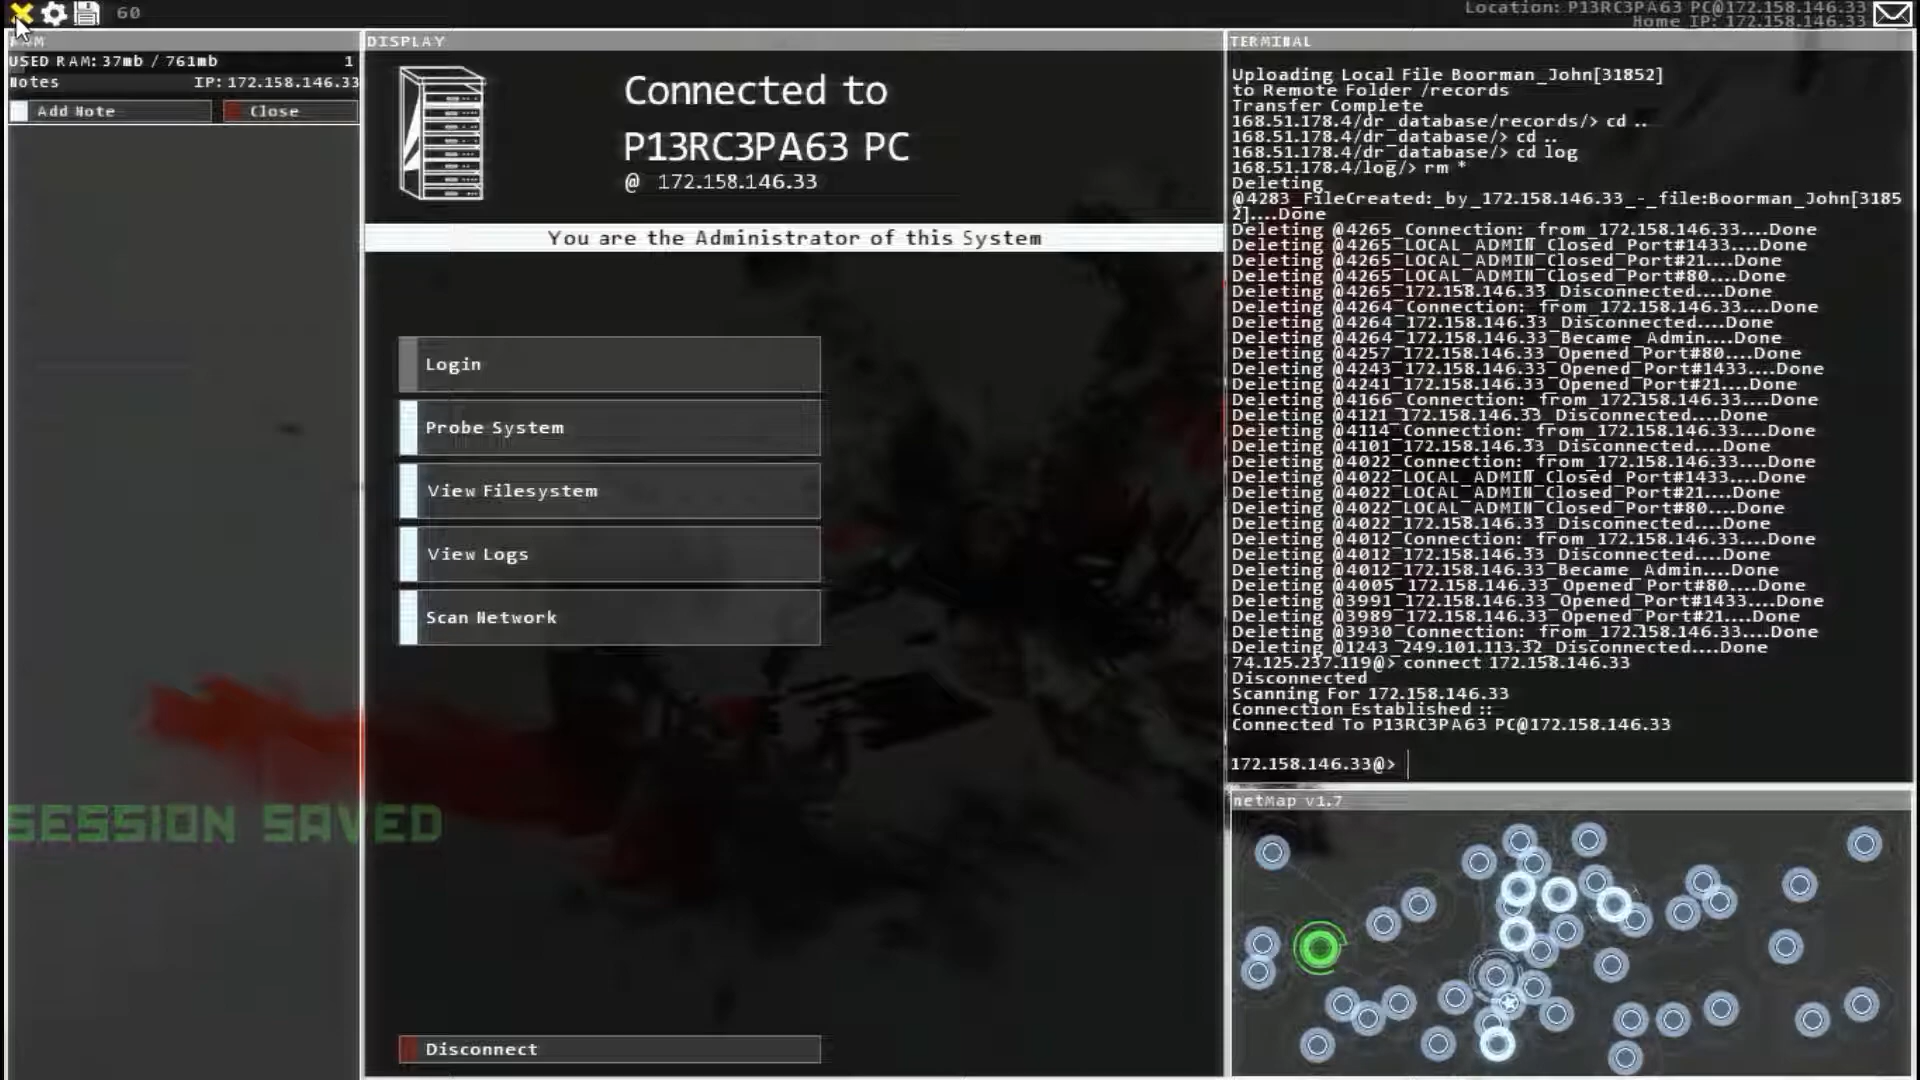 60
Location: P13RC3PA63 PC@172.158.146.33
Home IP: 172.158.146.33
RAM
USED RAM: 37mb / 761mb 1
Notes IP: 172.158.146.33
Add Note
Close
DISPLAY
Connected to
P13RC3PA63 PC
@ 172.158.146.33
You are the Administrator of this System
Login
Probe System
View Filesystem
View Logs
Scan Network
Disconnect
SESSION SAVED
TERMINAL
Uploading Local File Boorman_John[31852]
to Remote Folder /records
Transfer Complete
168.51.178.4/dr_database/records/> cd ..
168.51.178.4/dr_database/> cd ..
168.51.178.4/dr_database/> cd log
168.51.178.4/log/> rm *
Deleting
@4283_FileCreated:_by_172.158.146.33_-_file:Boorman_John[3185
2]....Done
Deleting @4265_Connection:_from_172.158.146.33....Done
Deleting @4265_LOCAL_ADMIN_Closed_Port#1433....Done
Deleting @4265_LOCAL_ADMIN_Closed_Port#21....Done
Deleting @4265_LOCAL_ADMIN_Closed_Port#80....Done
Deleting @4265_172.158.146.33_Disconnected....Done
Deleting @4264_Connection:_from_172.158.146.33....Done
Deleting @4264_172.158.146.33_Disconnected....Done
Deleting @4264_172.158.146.33_Became_Admin....Done
Deleting @4257_172.158.146.33_Opened_Port#80....Done
Deleting @4243_172.158.146.33_Opened_Port#1433....Done
Deleting @4241_172.158.146.33_Opened_Port#21....Done
Deleting @4166_Connection:_from_172.158.146.33....Done
Deleting @4121_172.158.146.33_Disconnected....Done
Deleting @4114_Connection:_from_172.158.146.33....Done
Deleting @4101_172.158.146.33_Disconnected....Done
Deleting @4022_Connection:_from_172.158.146.33....Done
Deleting @4022_LOCAL_ADMIN_Closed_Port#1433....Done
Deleting @4022_LOCAL_ADMIN_Closed_Port#21....Done
Deleting @4022_LOCAL_ADMIN_Closed_Port#80....Done
Deleting @4022_172.158.146.33_Disconnected....Done
Deleting @4012_Connection:_from_172.158.146.33....Done
Deleting @4012_172.158.146.33_Disconnected....Done
Deleting @4012_172.158.146.33_Became_Admin....Done
Deleting @4005_172.158.146.33_Opened_Port#80....Done
Deleting @3991_172.158.146.33_Opened_Port#1433....Done
Deleting @3989_172.158.146.33_Opened_Port#21....Done
Deleting @3930_Connection:_from_172.158.146.33....Done
Deleting @1243_249.101.113.32_Disconnected....Done
74.125.237.119@> connect 172.158.146.33
Disconnected
Scanning For 172.158.146.33
Connection Established ::
Connected To P13RC3PA63 PC@172.158.146.33
172.158.146.33@>
netMap v1.7